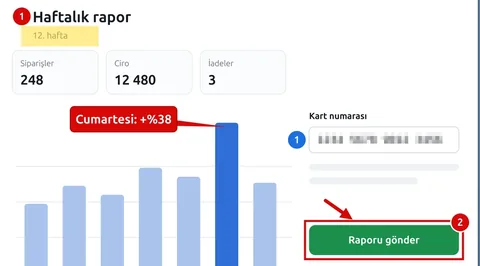 1 Haftalık rapor
12. hafta
Siparişler
248
Ciro
12 480
İadeler
3
Cumartesi: +%38
Kart numarası
1
2
Raporu gönder